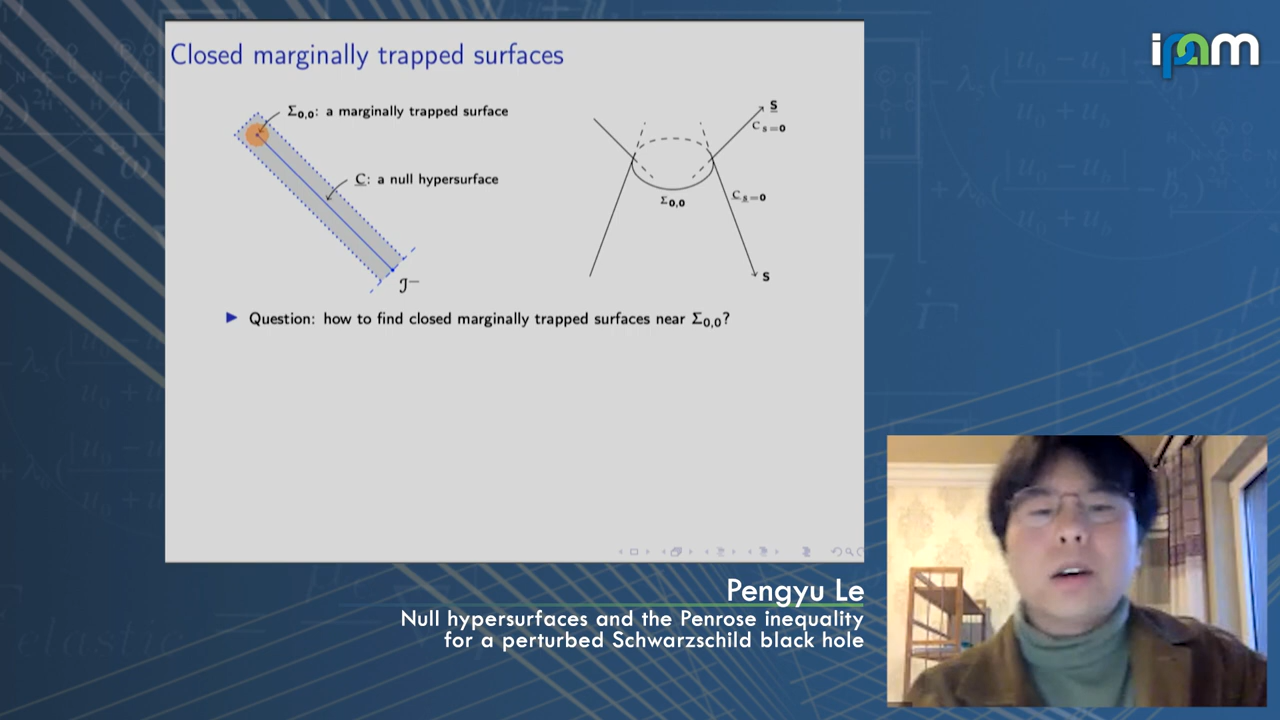 ipam
Closed marginally trapped surfaces
Σ₀,₀: a marginally trapped surface
C̲: a null hypersurface
ℐ⁻
s̲
C s=0
C̲ s̲=0
Σ₀,₀
s
Question: how to find closed marginally trapped surfaces near Σ₀,₀?
Pengyu Le
Null hypersurfaces and the Penrose inequality
for a perturbed Schwarzschild black hole